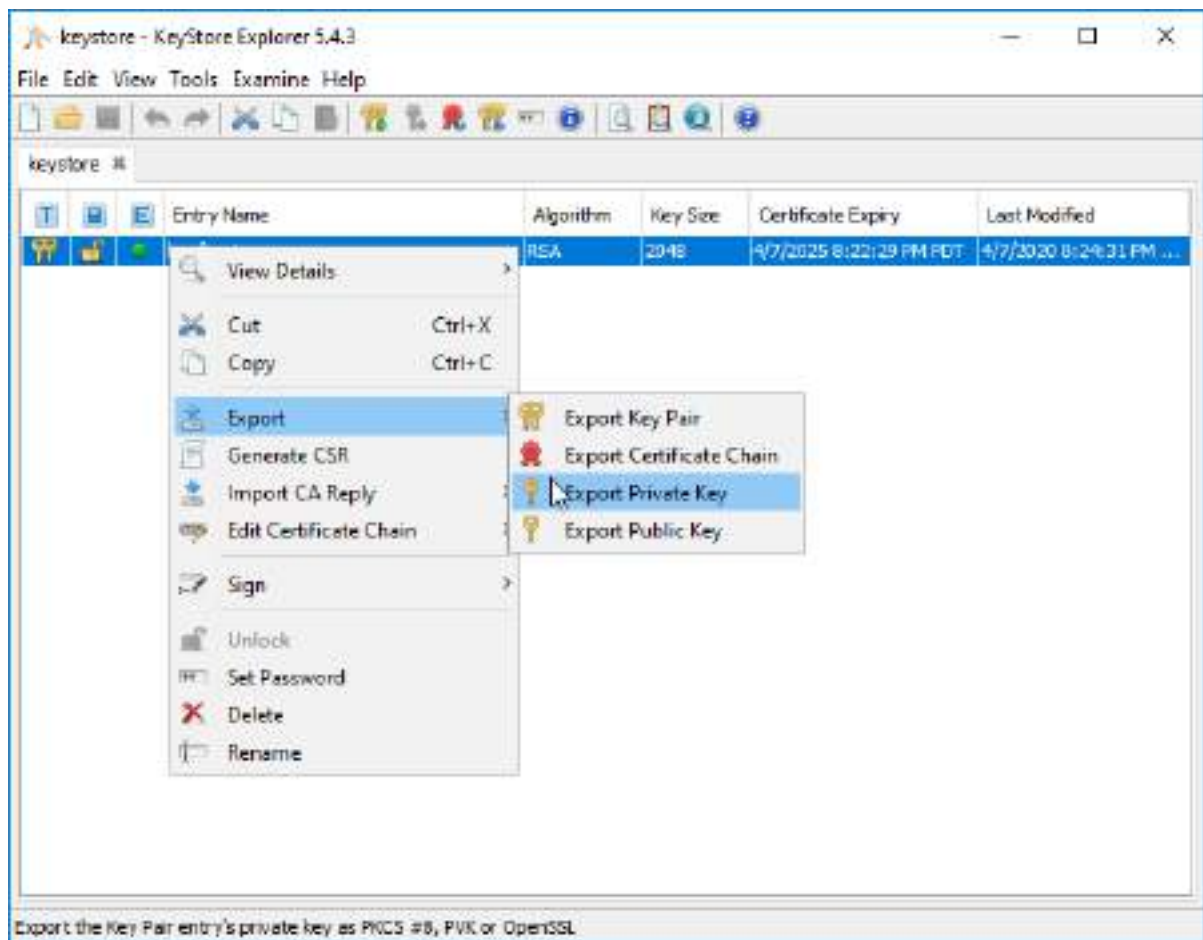 keystore - KeyStore Explorer 5.4.3
File Edit View Tools Examine Help
keystore
T E Entry Name Algorithm Key Size Certificate Expiry Last Modified
RSA 2048 4/7/2025 8:22:29 PM PDT 4/7/2020 8:24:31 PM ...
View Details
Cut Ctrl+X
Copy Ctrl+C
Export
Generate CSR
Import CA Reply
Edit Certificate Chain
Sign
Unlock
Set Password
Delete
Rename
Export Key Pair
Export Certificate Chain
Export Private Key
Export Public Key
Export the Key Pair entry's private key as PKCS #8, PVK or OpenSSL